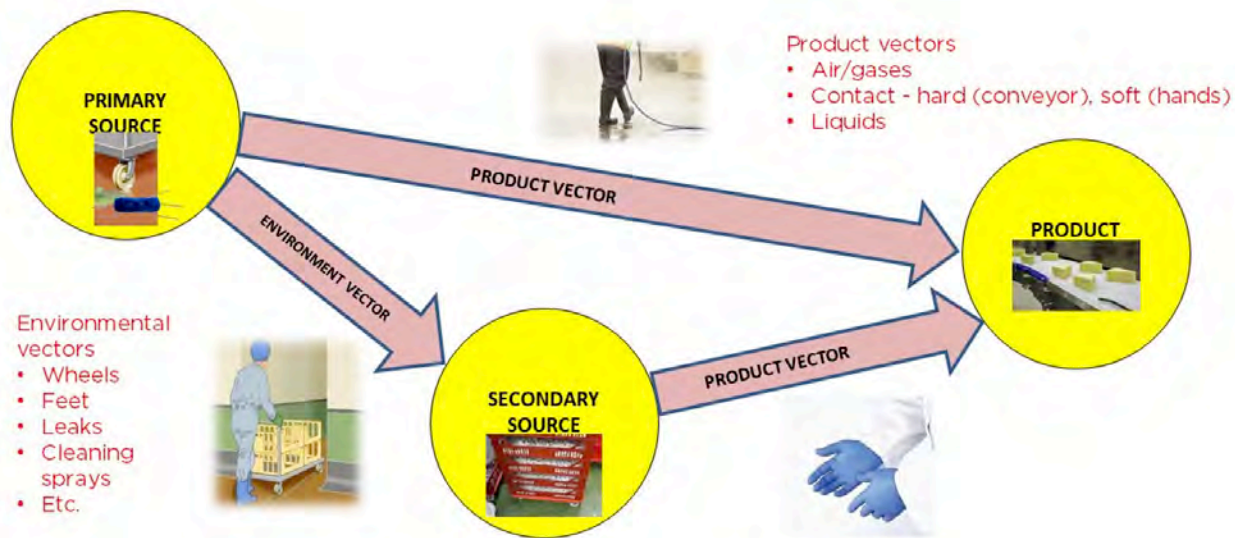 PRIMARY
SOURCE
Product vectors
• Air/gases
• Contact - hard (conveyor), soft (hands)
• Liquids
PRODUCT VECTOR
PRODUCT
ENVIRONMENT VECTOR
Environmental
vectors
• Wheels
• Feet
• Leaks
• Cleaning
sprays
• Etc.
SECONDARY
SOURCE
PRODUCT VECTOR